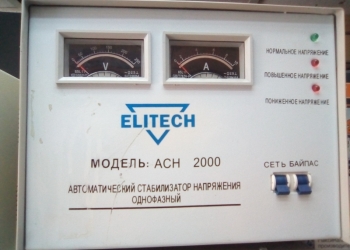 V
A
НОРМАЛЬНОЕ НАПРЯЖЕНИЕ
ПОВЫШЕННОЕ НАПРЯЖЕНИЕ
ПОНИЖЕННОЕ НАПРЯЖЕНИЕ
ELITECH
МОДЕЛЬ: АСН 2000
СЕТЬ БАЙПАС
АВТОМАТИЧЕСКИЙ СТАБИЛИЗАТОР НАПРЯЖЕНИЯ
ОДНОФАЗНЫЙ